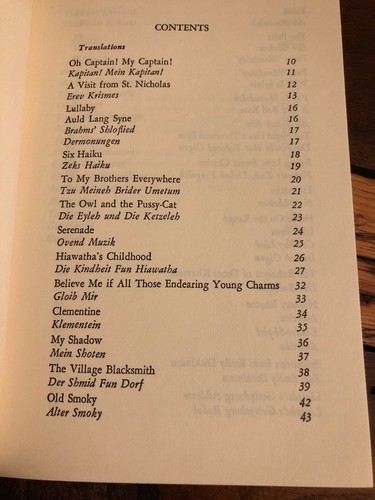 CONTENTS
Translations
Oh Captain! My Captain! 10
Kapitan! Mein Kapitan! 11
A Visit from St. Nicholas 12
Erev Krismes 13
Lullaby 16
Auld Lang Syne 16
Brahms' Shloflied 17
Dermonungen 17
Six Haiku 18
Zeks Haiku 19
To My Brothers Everywhere 20
Tzu Meineh Brider Umetum 21
The Owl and the Pussy-Cat 22
Die Eyleh und Die Ketzeleh 23
Serenade 24
Ovend Muzik 25
Hiawatha's Childhood 26
Die Kindheit Fun Hiawatha 27
Believe Me if All Those Endearing Young Charms 32
Gloib Mir 33
Clementine 34
Klementein 35
My Shadow 36
Mein Shoten 37
The Village Blacksmith 38
Der Shmid Fun Dorf 39
Old Smoky 42
Alter Smoky 43